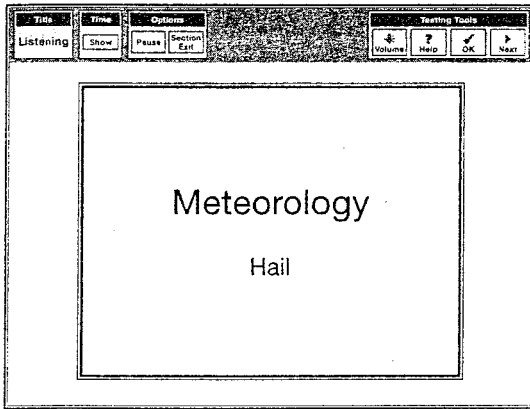 Title
Time
Options
Testing Tools
Listening
Show
Pause
Section
Exit
Volume
?
Help
OK
Next
Meteorology
Hail